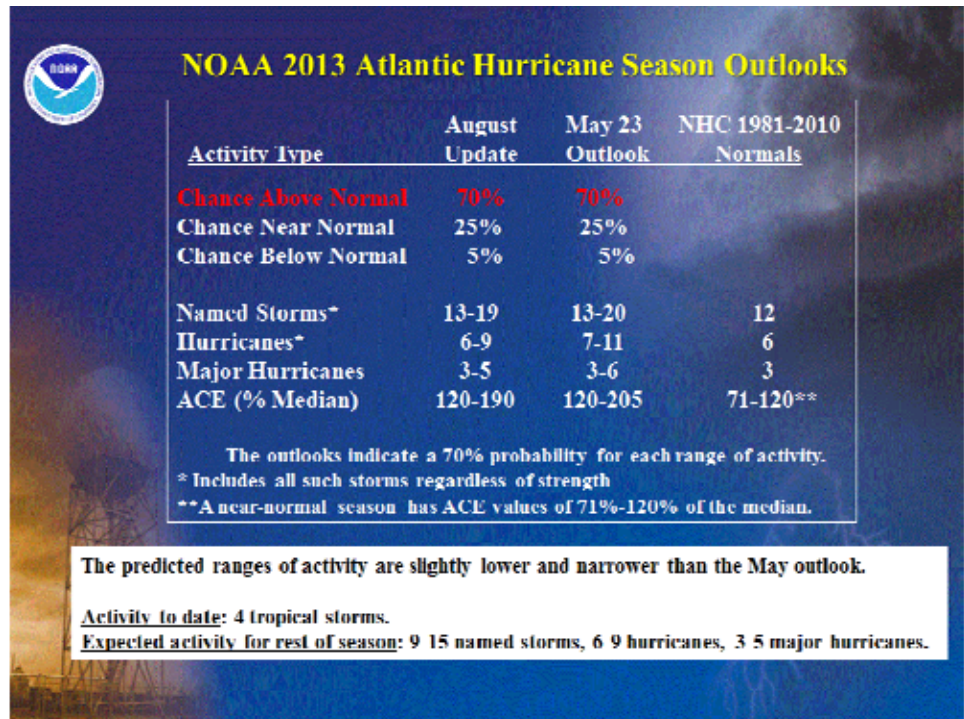 NOAA
NOAA 2013 Atlantic Hurricane Season Outlooks
Activity Type August Update May 23 Outlook NHC 1981-2010 Normals
Chance Above Normal 70% 70%
Chance Near Normal 25% 25%
Chance Below Normal 5% 5%
Named Storms* 13-19 13-20 12
Hurricanes* 6-9 7-11 6
Major Hurricanes 3-5 3-6 3
ACE (% Median) 120-190 120-205 71-120**
The outlooks indicate a 70% probability for each range of activity.
* Includes all such storms regardless of strength
**A near-normal season has ACE values of 71%-120% of the median.
The predicted ranges of activity are slightly lower and narrower than the May outlook.
Activity to date: 4 tropical storms.
Expected activity for rest of season: 9-15 named storms, 6-9 hurricanes, 3-5 major hurricanes.